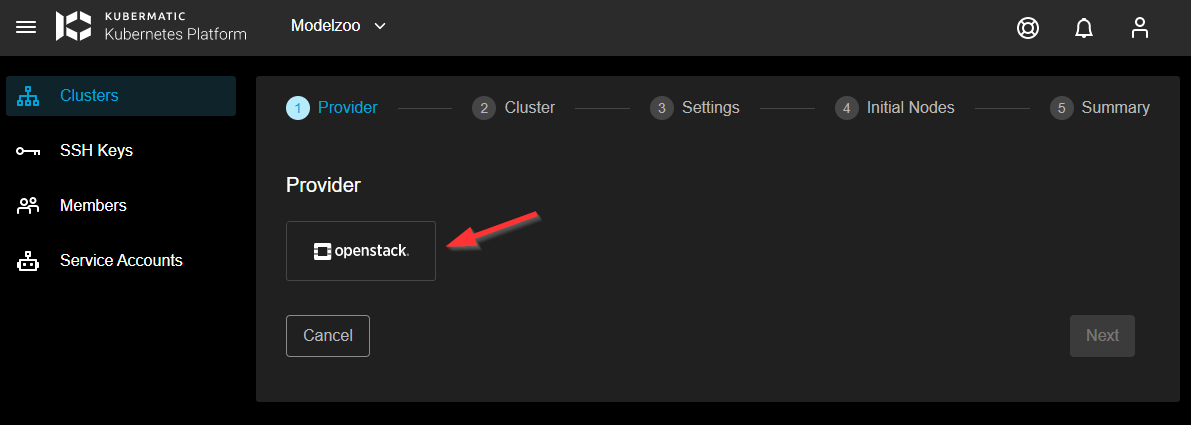 KUBERMATIC
Kubernetes Platform
Modelzoo
Clusters
SSH Keys
Members
Service Accounts
1 Provider
2 Cluster
3 Settings
4 Initial Nodes
5 Summary
Provider
openstack.
Cancel
Next